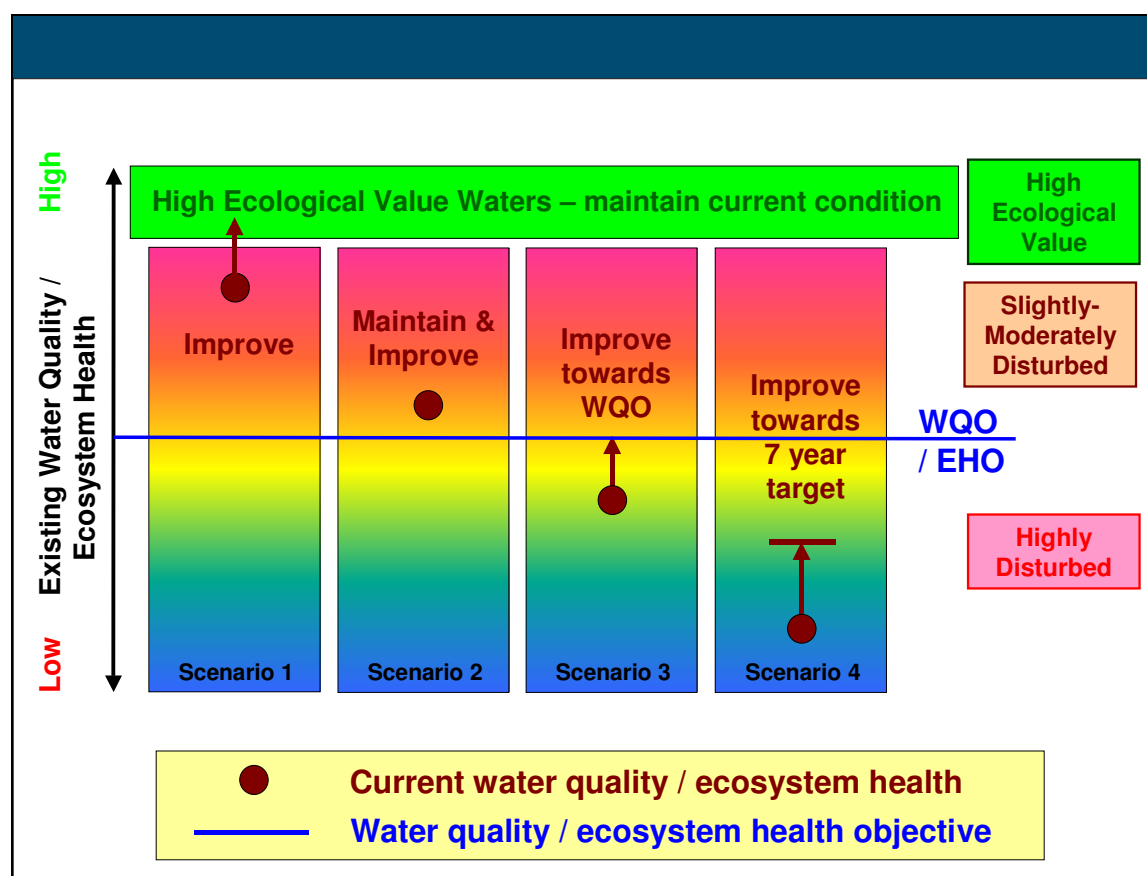 High
Existing Water Quality /
Ecosystem Health
Low
High Ecological Value Waters – maintain current condition
High
Ecological
Value
Slightly-
Moderately
Disturbed
Highly
Disturbed
Improve
Maintain &
Improve
Improve
towards
WQO
Improve
towards
7 year
target
WQO
/ EHO
Scenario 1
Scenario 2
Scenario 3
Scenario 4
Current water quality / ecosystem health
Water quality / ecosystem health objective